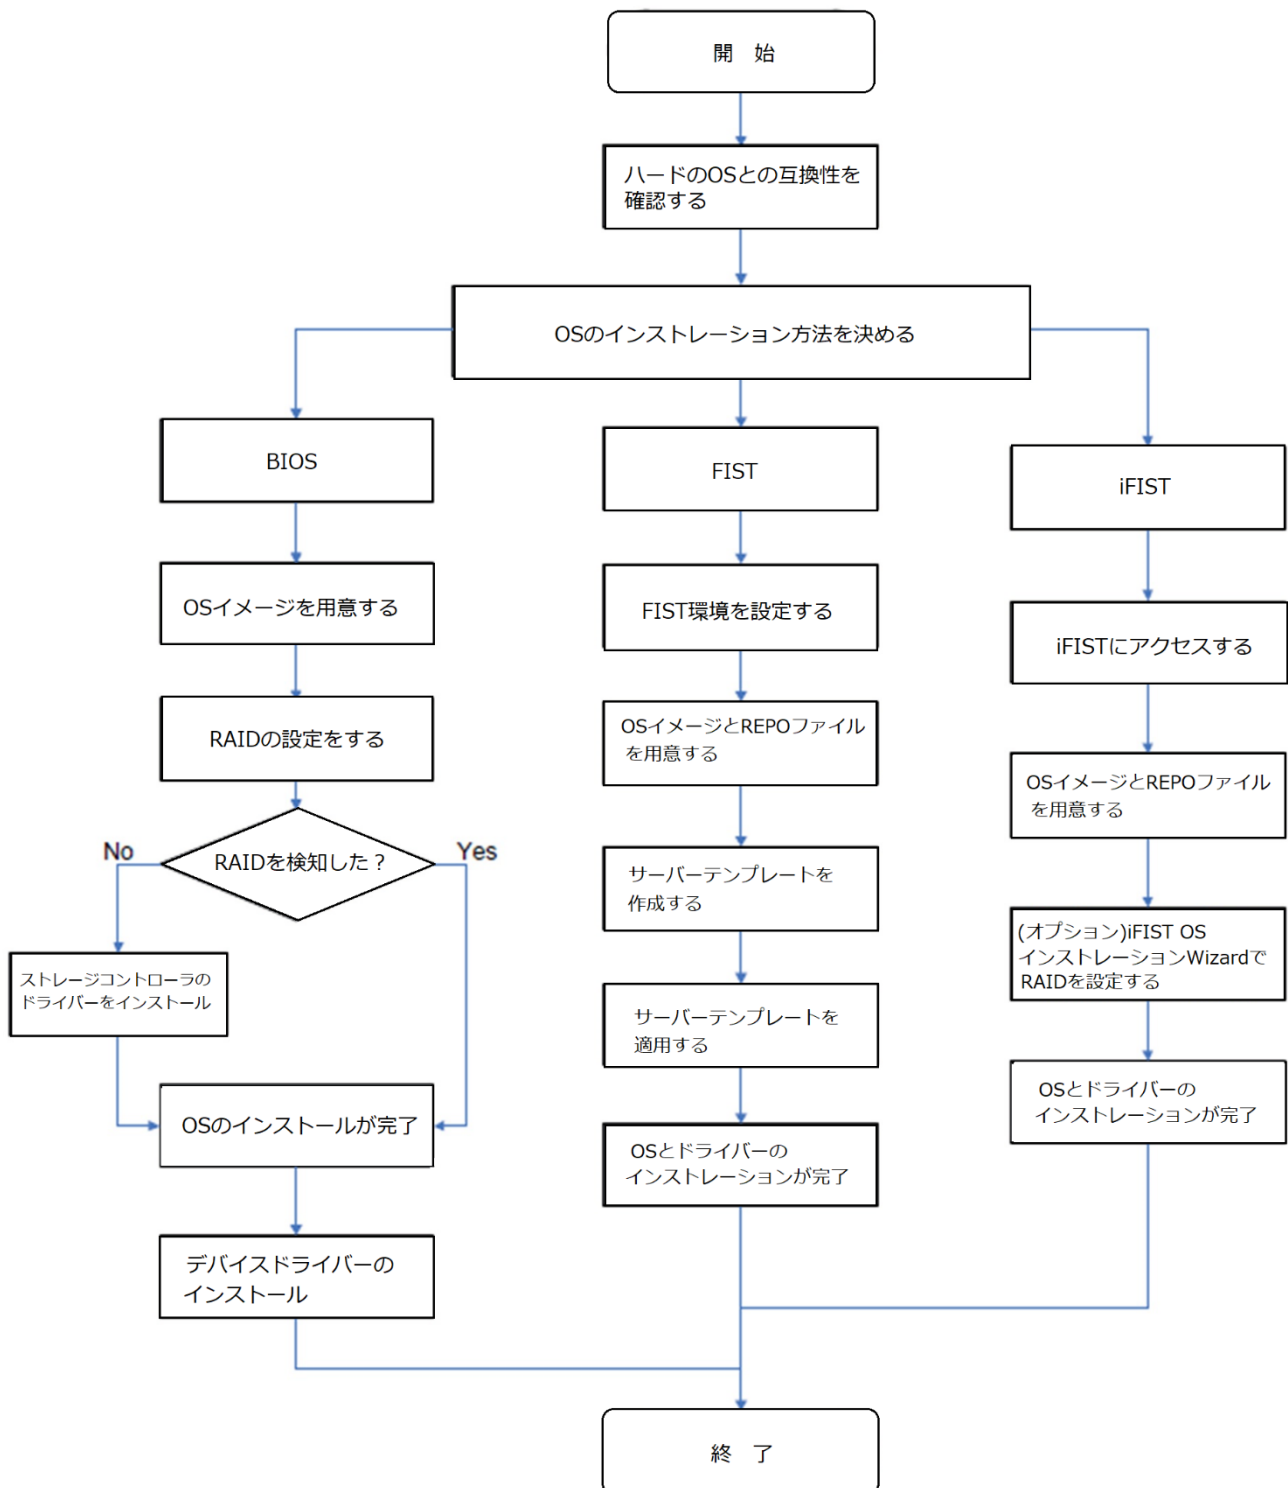 開　始
ハードのOSとの互換性を
確認する
OSのインストレーション方法を決める
BIOS
OSイメージを用意する
RAIDの設定をする
RAIDを検知した？
No
Yes
ストレージコントローラの
ドライバーをインストール
OSのインストールが完了
デバイスドライバーの
インストール
FIST
FIST環境を設定する
OSイメージとREPOファイル
を用意する
サーバーテンプレートを
作成する
サーバーテンプレートを
適用する
OSとドライバーの
インストレーションが完了
iFIST
iFISTにアクセスする
OSイメージとREPOファイル
を用意する
(オプション)iFIST OS
インストレーションWizardで
RAIDを設定する
OSとドライバーの
インストレーションが完了
終　了